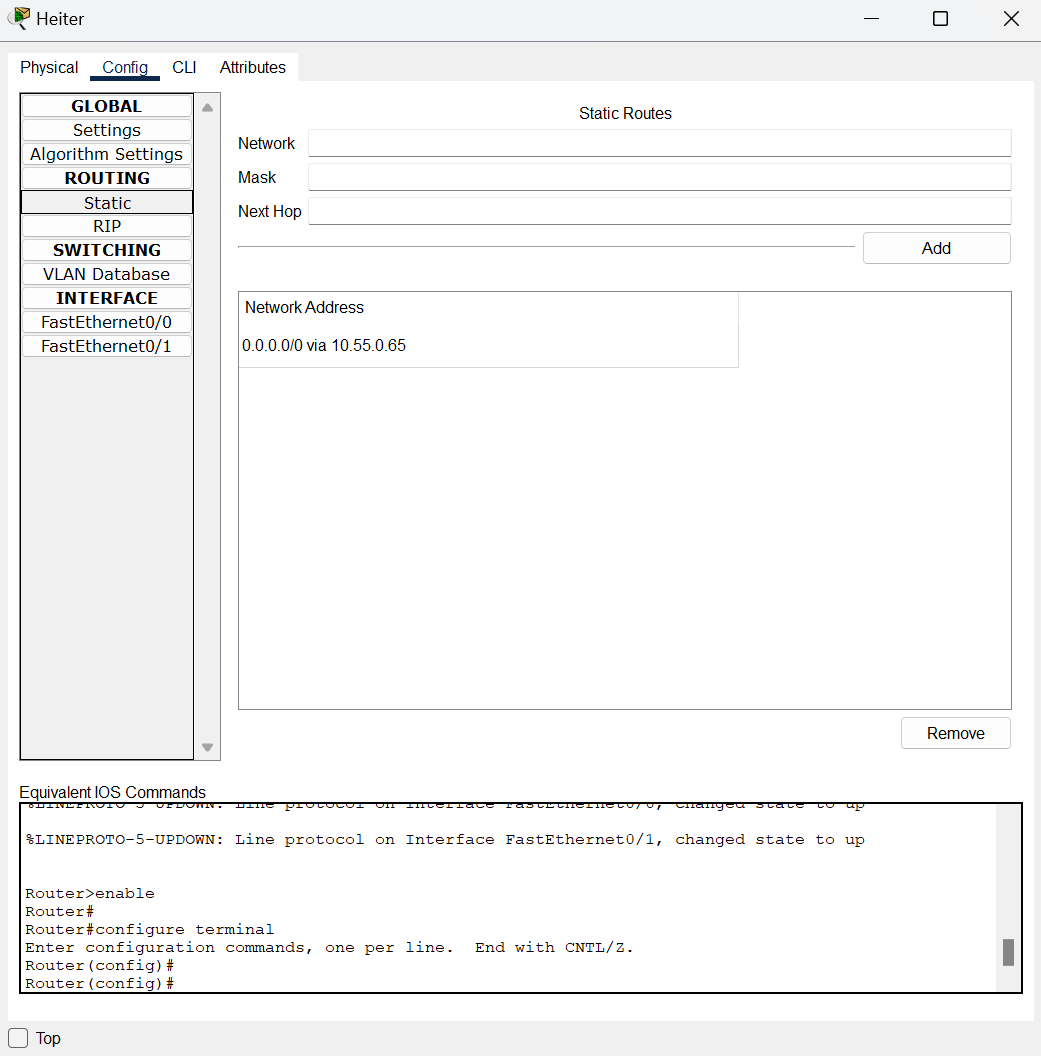 Heiter
Physical Config CLI Attributes
GLOBAL
Settings
Algorithm Settings
ROUTING
Static
RIP
SWITCHING
VLAN Database
INTERFACE
FastEthernet0/0
FastEthernet0/1
Static Routes
Network
Mask
Next Hop
Add
Network Address
0.0.0.0/0 via 10.55.0.65
Remove
Equivalent IOS Commands
%LINEPROTO-5-UPDOWN: Line protocol on Interface FastEthernet0/0, changed state to up
%LINEPROTO-5-UPDOWN: Line protocol on Interface FastEthernet0/1, changed state to up
Router>enable
Router#
Router#configure terminal
Enter configuration commands, one per line.  End with CNTL/Z.
Router(config)#
Router(config)#
Top